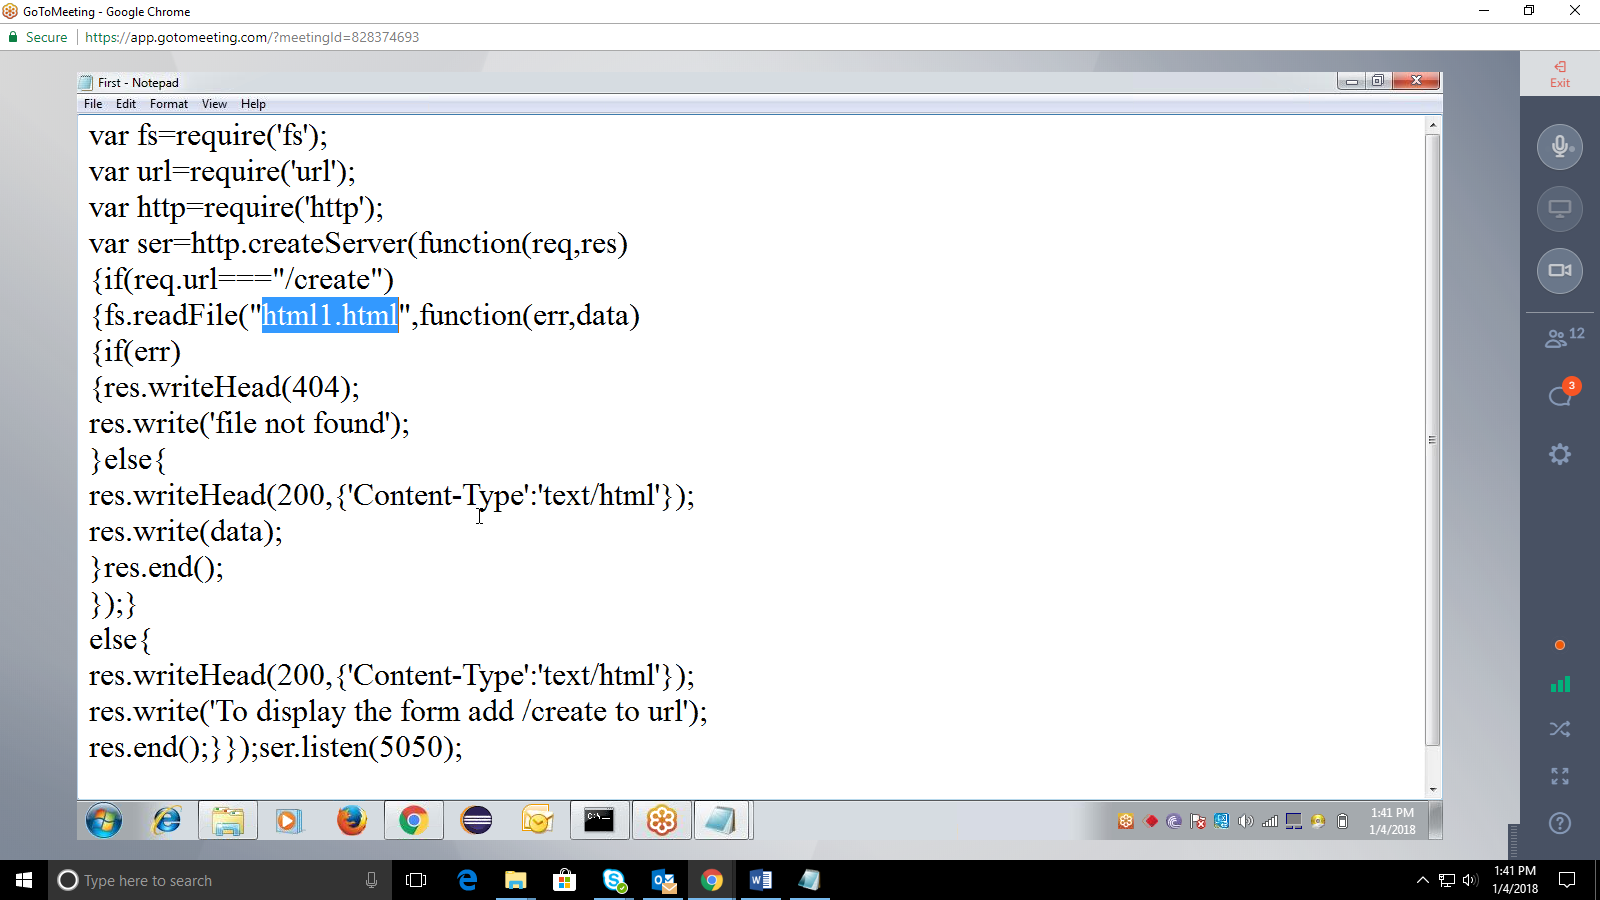 GoToMeeting - Google Chrome
Secure https://app.gotomeeting.com/?meetingId=828374693
Exit
First - Notepad
File Edit Format View Help
var fs=require('fs');
var url=require('url');
var http=require('http');
var ser=http.createServer(function(req,res)
{if(req.url==="/create")
{fs.readFile("html1.html",function(err,data)
{if(err)
{res.writeHead(404);
res.write('file not found');
}else{
res.writeHead(200,{'Content-Type':'text/html'});
res.write(data);
}res.end();
});}
else{
res.writeHead(200,{'Content-Type':'text/html'});
res.write('To display the form add /create to url');
res.end();}});ser.listen(5050);
12
3
1:41 PM
1/4/2018
Type here to search
1:41 PM
1/4/2018